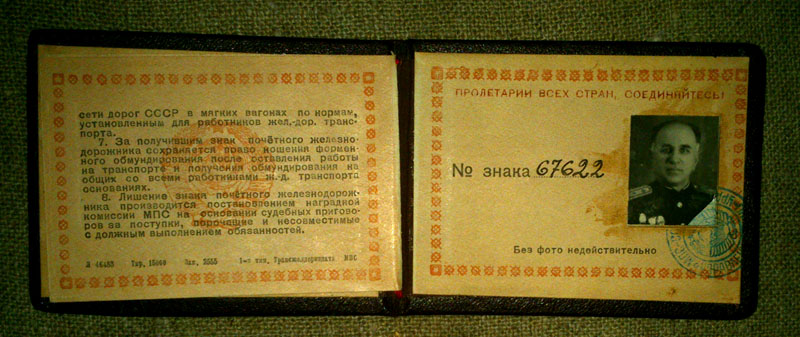 сети дорог СССР в мягких вагонах по нормам,
установленным для работников жел.-дор. транс-
порта.
7. За получившим знак почётного железно-
дорожника сохраняется право ношения формен-
ного обмундирования после оставления работы
на транспорте и получения обмундирования на
общих со всеми работниками ж.-д. транспорта
основаниях.
8. Лишение знака почётного железнодорож-
ника производится постановлением наградной
комиссии МПС на основании судебных пригово-
ров за поступки, порочащие и несовместимые
с должным выполнением обязанностей.
Тир. 15000 Зак. 3555 1-я тип. Трансжелдориздата МПС
ПРОЛЕТАРИИ ВСЕХ СТРАН, СОЕДИНЯЙТЕСЬ!
№ знака 67622
Без фото недействительно